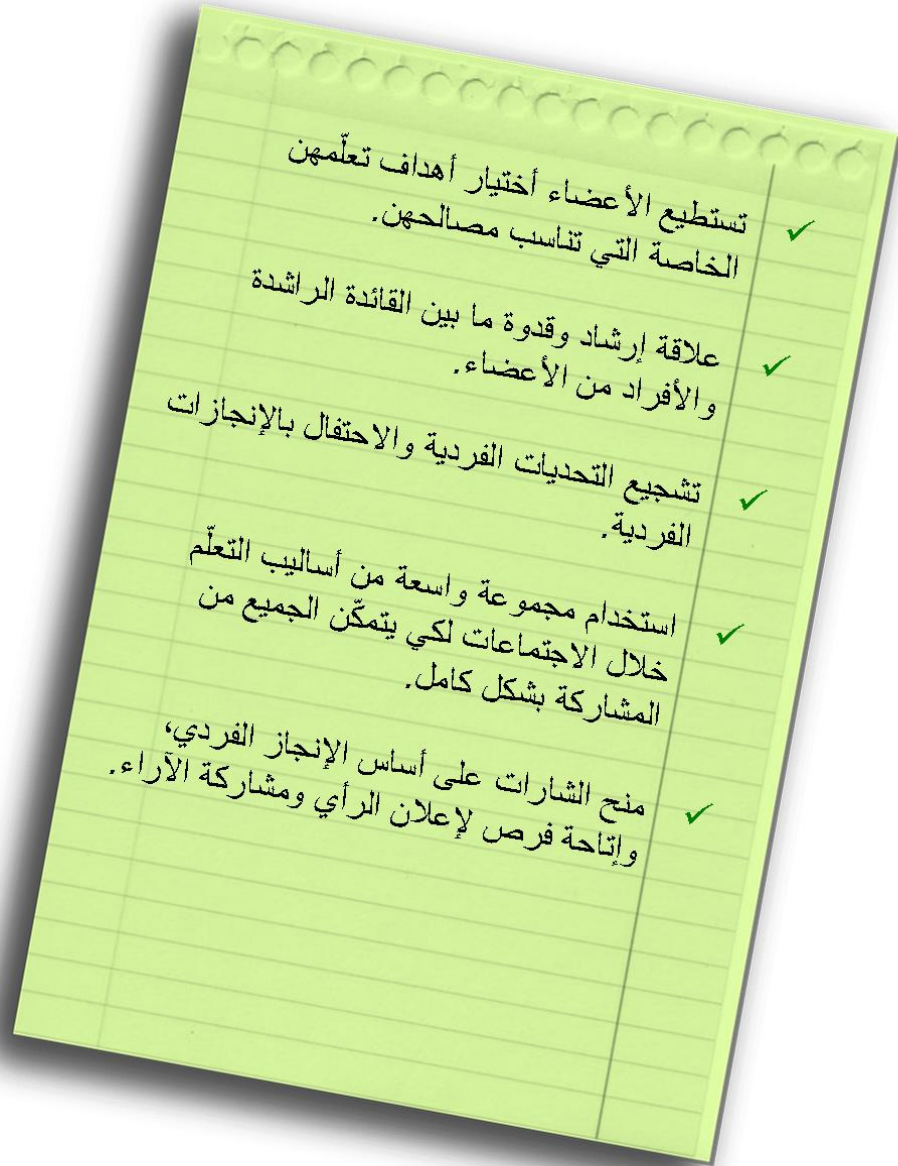 تستطيع الأعضاء أختيار أهداف تعلّمهن
الخاصة التي تناسب مصالحهن.
علاقة إرشاد وقدوة ما بين القائدة الراشدة
والأفراد من الأعضاء.
تشجيع التحديات الفردية والاحتفال بالإنجازات
الفردية.
استخدام مجموعة واسعة من أساليب التعلّم
خلال الاجتماعات لكي يتمكّن الجميع من
المشاركة بشكل كامل.
منح الشارات على أساس الإنجاز الفردي،
وإتاحة فرص لإعلان الرأي ومشاركة الآراء.